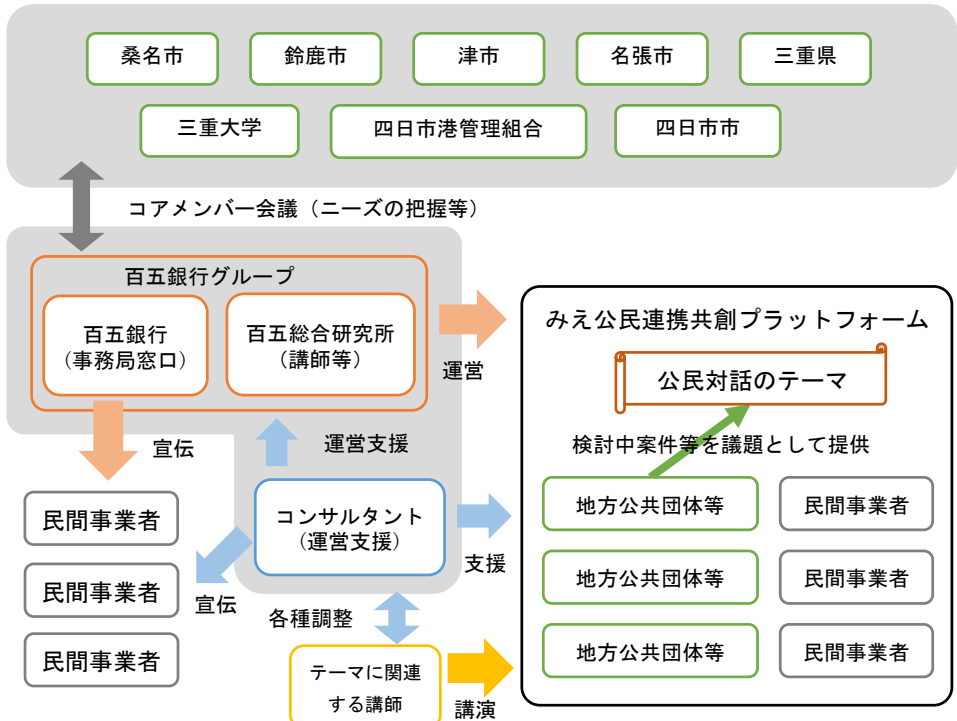 桑名市
鈴鹿市
津市
名張市
三重県
三重大学
四日市港管理組合
四日市市
コアメンバー会議（ニーズの把握等）
百五銀行グループ
百五銀行
（事務局窓口）
百五総合研究所
（講師等）
運営
宣伝
運営支援
コンサルタント
（運営支援）
支援
宣伝
各種調整
民間事業者
民間事業者
民間事業者
テーマに関連
する講師
講演
みえ公民連携共創プラットフォーム
公民対話のテーマ
検討中案件等を議題として提供
地方公共団体等
民間事業者
地方公共団体等
民間事業者
地方公共団体等
民間事業者